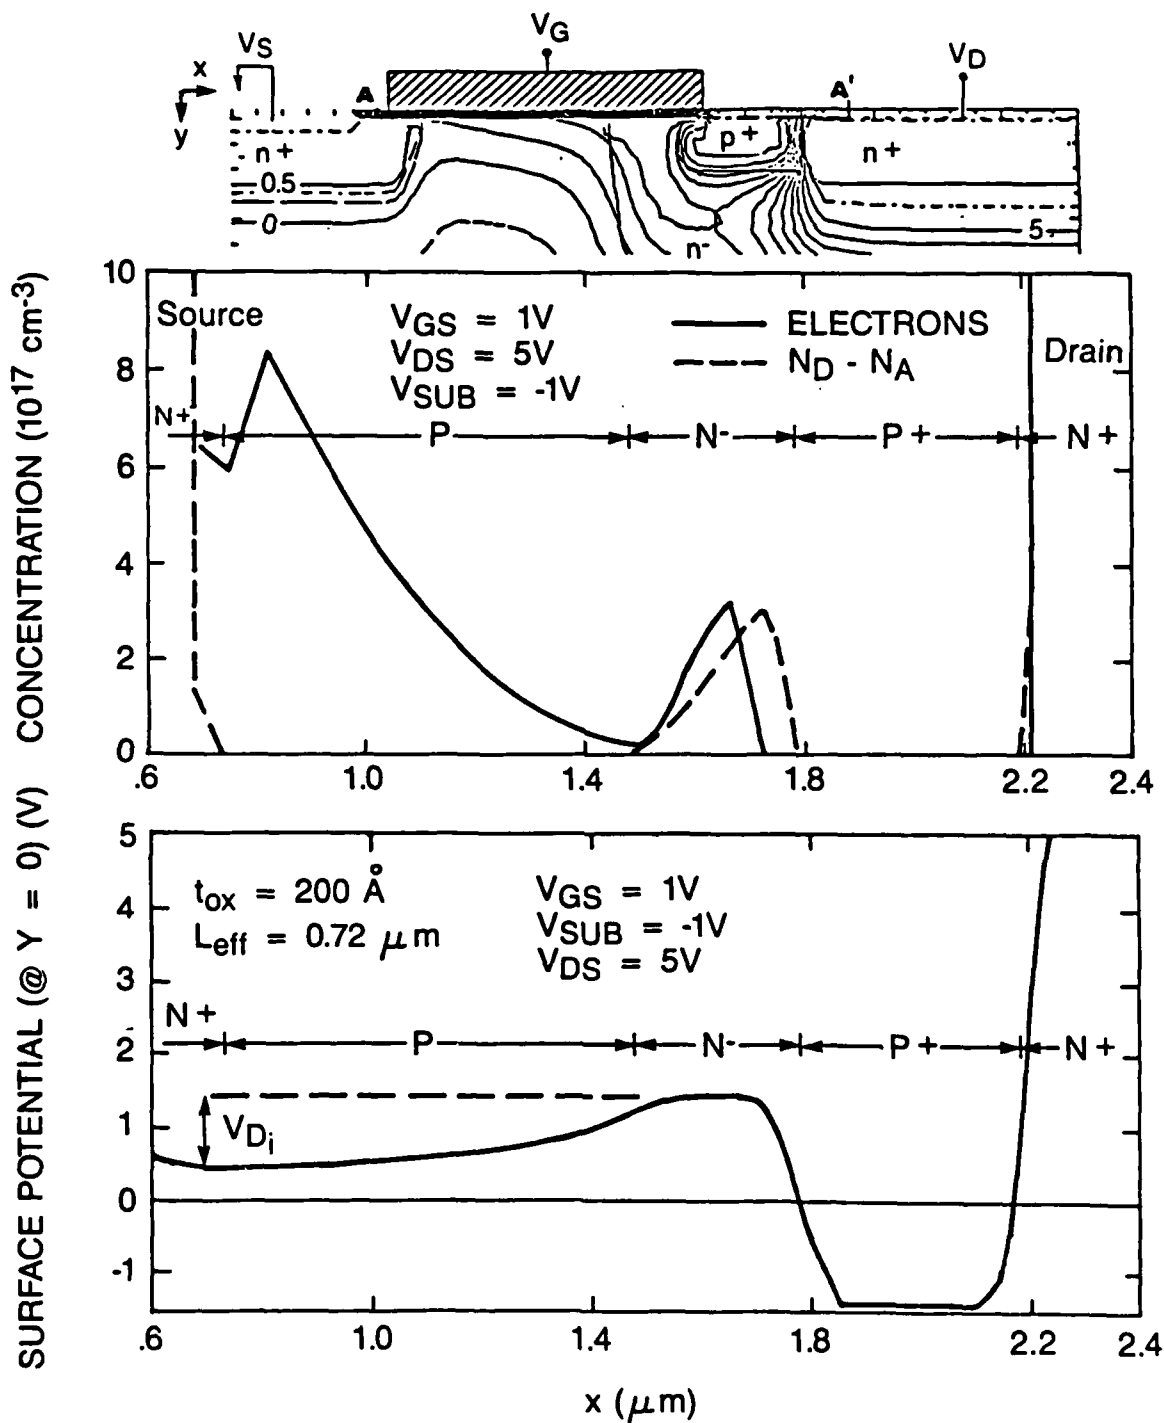 V_G
V_S
V_D
x
A
A'
y
n+
p+
n+
0.5
0
n-
5.
CONCENTRATION (10^17 cm^-3)
10
8
6
4
2
0
Source
V_GS = 1V
V_DS = 5V
V_SUB = -1V
ELECTRONS
N_D - N_A
Drain
N+
P
N-
P+
N+
.6
1.0
1.4
1.8
2.2
2.4
SURFACE POTENTIAL (@ Y = 0) (V)
5
4
3
2
1
0
-1
t_ox = 200 Å
L_eff = 0.72 μm
V_GS = 1V
V_SUB = -1V
V_DS = 5V
N+
P
N-
P+
N+
V_Di
.6
1.0
1.4
1.8
2.2
2.4
x (μm)